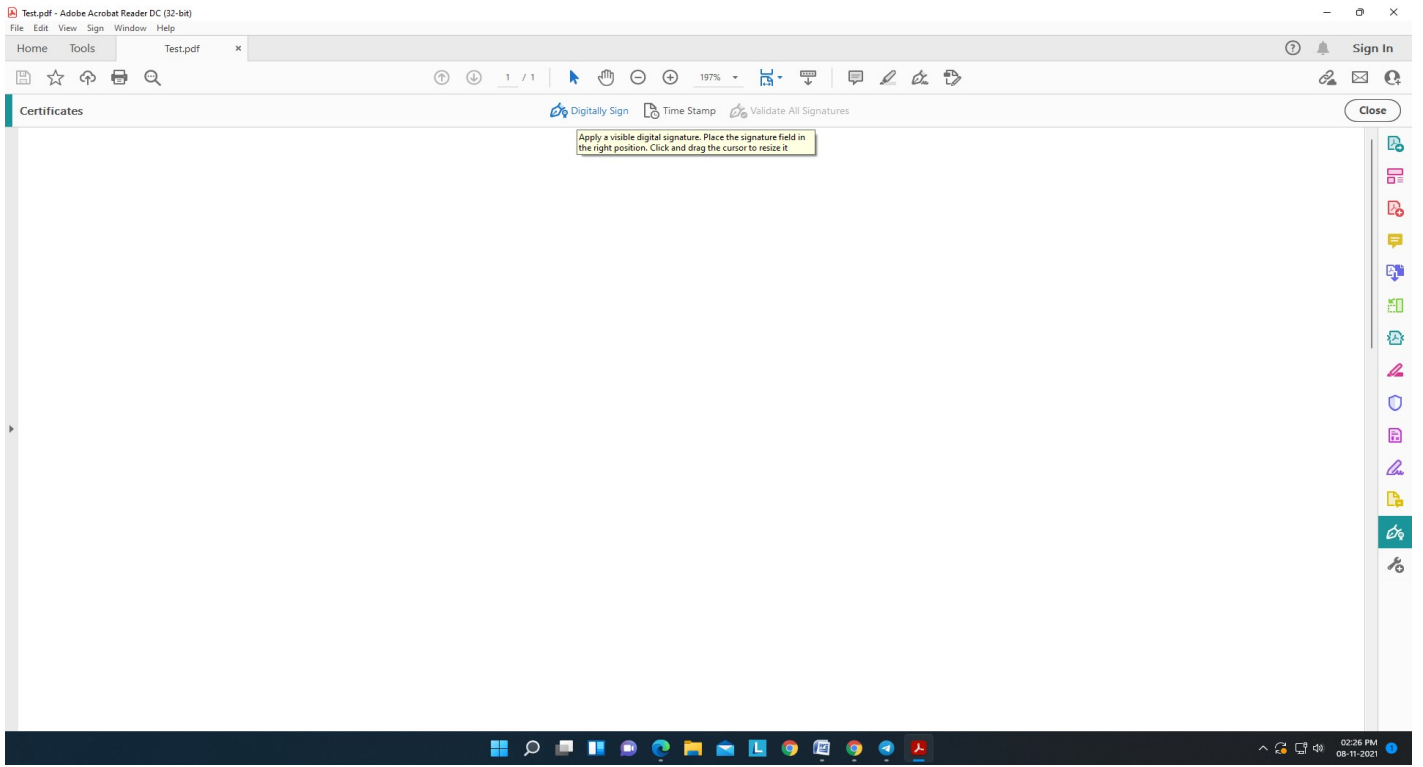 Test.pdf - Adobe Acrobat Reader DC (32-bit)
File Edit View Sign Window Help
Home Tools Test.pdf × Sign In
1 / 1 197%
Certificates Digitally Sign Time Stamp Validate All Signatures Close
Apply a visible digital signature. Place the signature field in
the right position. Click and drag the cursor to resize it
02:26 PM
08-11-2021 1